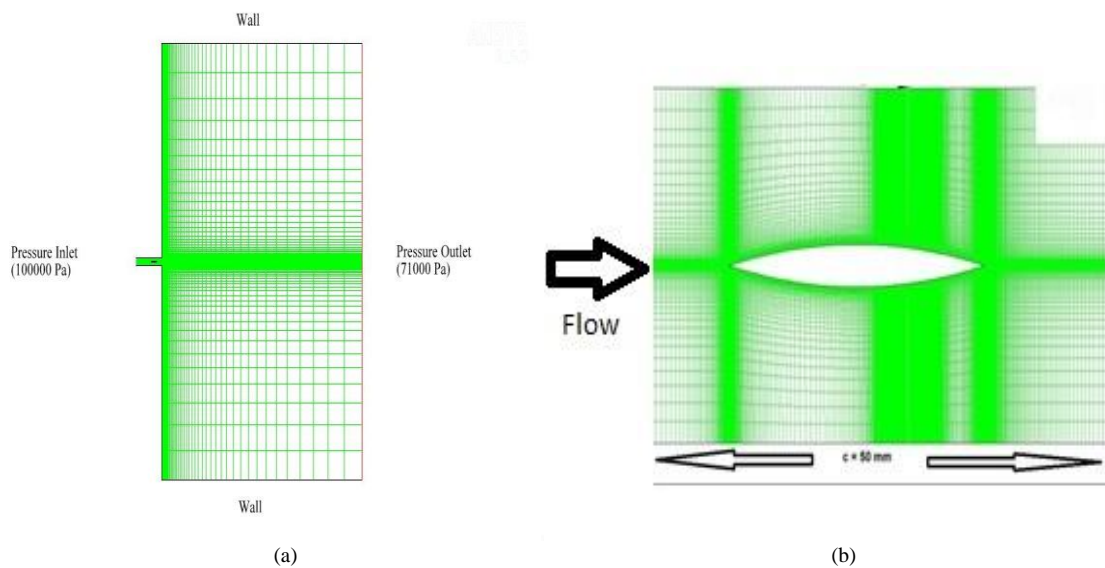 Wall
Pressure Inlet
(100000 Pa)
Pressure Outlet
(71000 Pa)
Wall
(a)
Flow
c = 50 mm
(b)